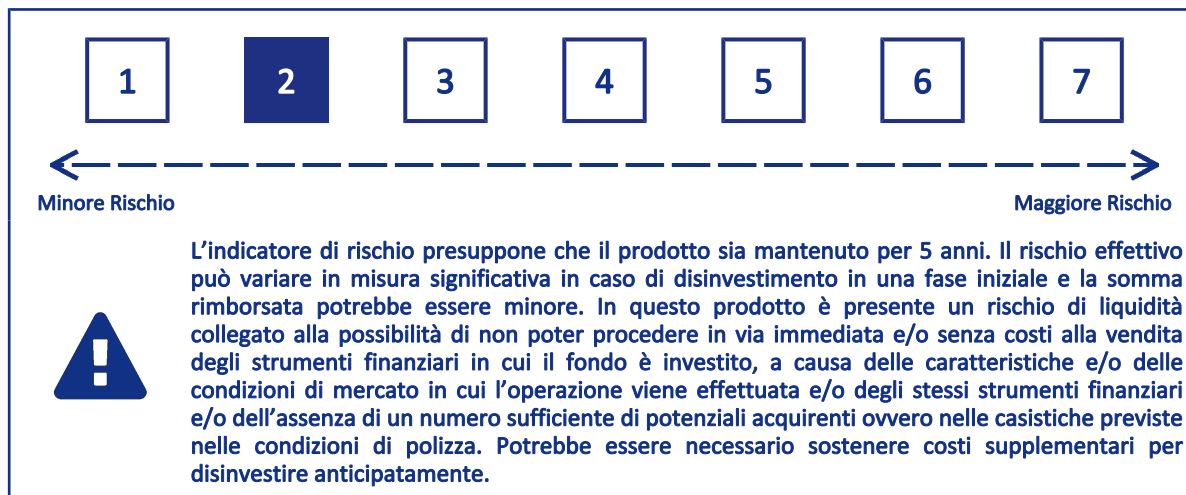 1 2 3 4 5 6 7
Minore Rischio Maggiore Rischio
L’indicatore di rischio presuppone che il prodotto sia mantenuto per 5 anni. Il rischio effettivo
può variare in misura significativa in caso di disinvestimento in una fase iniziale e la somma
rimborsata potrebbe essere minore. In questo prodotto è presente un rischio di liquidità
collegato alla possibilità di non poter procedere in via immediata e/o senza costi alla vendita
degli strumenti finanziari in cui il fondo è investito, a causa delle caratteristiche e/o delle
condizioni di mercato in cui l’operazione viene effettuata e/o degli stessi strumenti finanziari
e/o dell’assenza di un numero sufficiente di potenziali acquirenti ovvero nelle casistiche previste
nelle condizioni di polizza. Potrebbe essere necessario sostenere costi supplementari per
disinvestire anticipatamente.